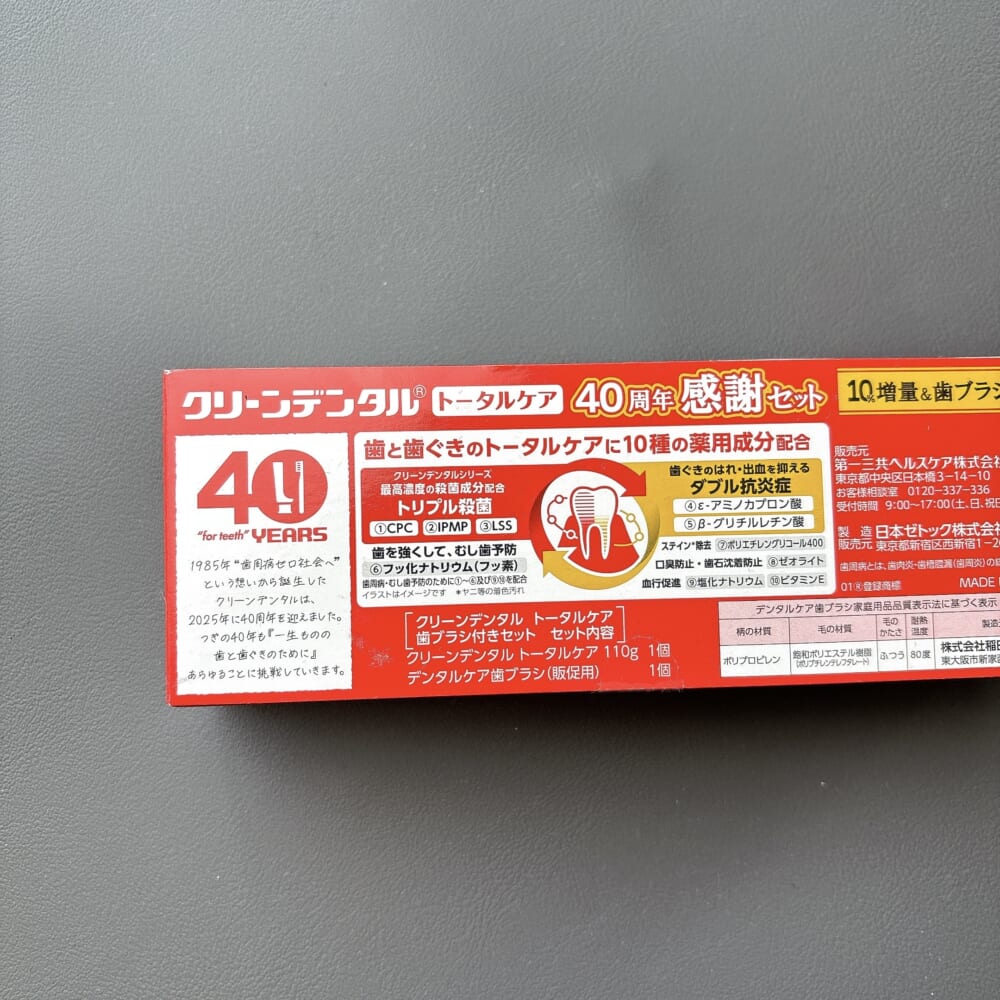 クリーンデンタル® トータルケア 40周年 感謝セット
10%増量&歯ブラシ
40
"for teeth" YEARS
1985年"歯周病ゼロ社会へ"
という想いから誕生した
クリーンデンタルは、
2025年に40周年を迎えました。
つぎの40年も『一生ものの
歯と歯ぐきのために』
あらゆることに挑戦していきます。
歯と歯ぐきのトータルケアに10種の薬用成分配合
クリーンデンタルシリーズ
最高濃度の殺菌成分配合
トリプル殺菌
①CPC ②IPMP ③LSS
歯を強くして、むし歯予防
⑥フッ化ナトリウム(フッ素)
歯周病・むし歯予防のために①〜⑥及び⑨⑩を配合
イラストはイメージです *ヤニ等の着色汚れ
歯ぐきのはれ・出血を抑える
ダブル抗炎症
④ε-アミノカプロン酸
⑤β-グリチルレチン酸
ステイン*除去 ⑦ポリエチレングリコール400
口臭防止・歯石沈着防止 ⑧ゼオライト
血行促進 ⑨塩化ナトリウム ⑩ビタミンE
クリーンデンタル トータルケア
歯ブラシ付きセット セット内容
クリーンデンタル トータルケア 110g 1個
デンタルケア歯ブラシ(販促用) 1個
販売元
第一三共ヘルスケア株式会
東京都中央区日本橋3-14-10
お客様相談室 0120-337-336
受付時間 9:00〜17:00(土、日、祝
製造 日本ゼトック株式会
販売元 東京都新宿区西新宿1-2
歯周病とは、歯肉炎・歯槽膿漏(歯周炎)の
01®登録商標 MADE
デンタルケア歯ブラシ家庭用品品質表示法に基づく表示
柄の材質 毛の材質 毛のかたさ 耐熱温度 製造
ポリプロピレン 飽和ポリエステル樹脂(ポリブチレンテレフタレート) ふつう 80度 株式会社稲田
東大阪市新家